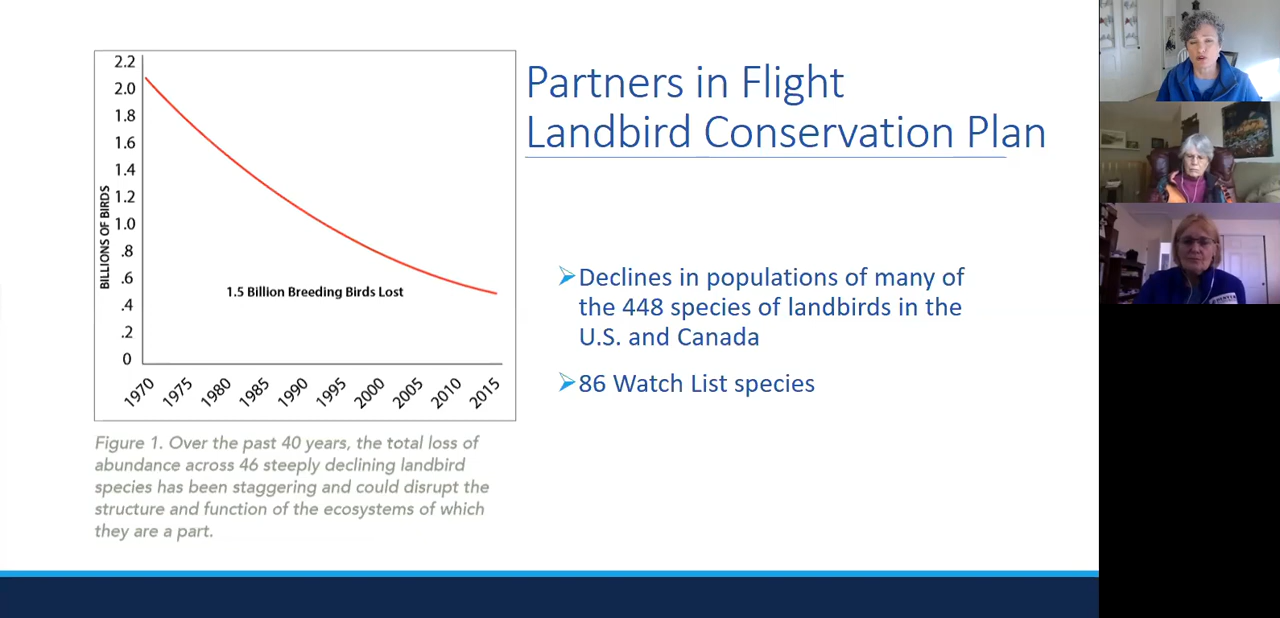 Partners in Flight
Landbird Conservation Plan
2.2
2.0
1.8
1.6
1.4
1.2
1.0
.8
.6
.4
.2
0
BILLIONS OF BIRDS
1.5 Billion Breeding Birds Lost
1970
1975
1980
1985
1990
1995
2000
2005
2010
2015
Figure 1. Over the past 40 years, the total loss of
abundance across 46 steeply declining landbird
species has been staggering and could disrupt the
structure and function of the ecosystems of which
they are a part.
Declines in populations of many of
the 448 species of landbirds in the
U.S. and Canada
86 Watch List species